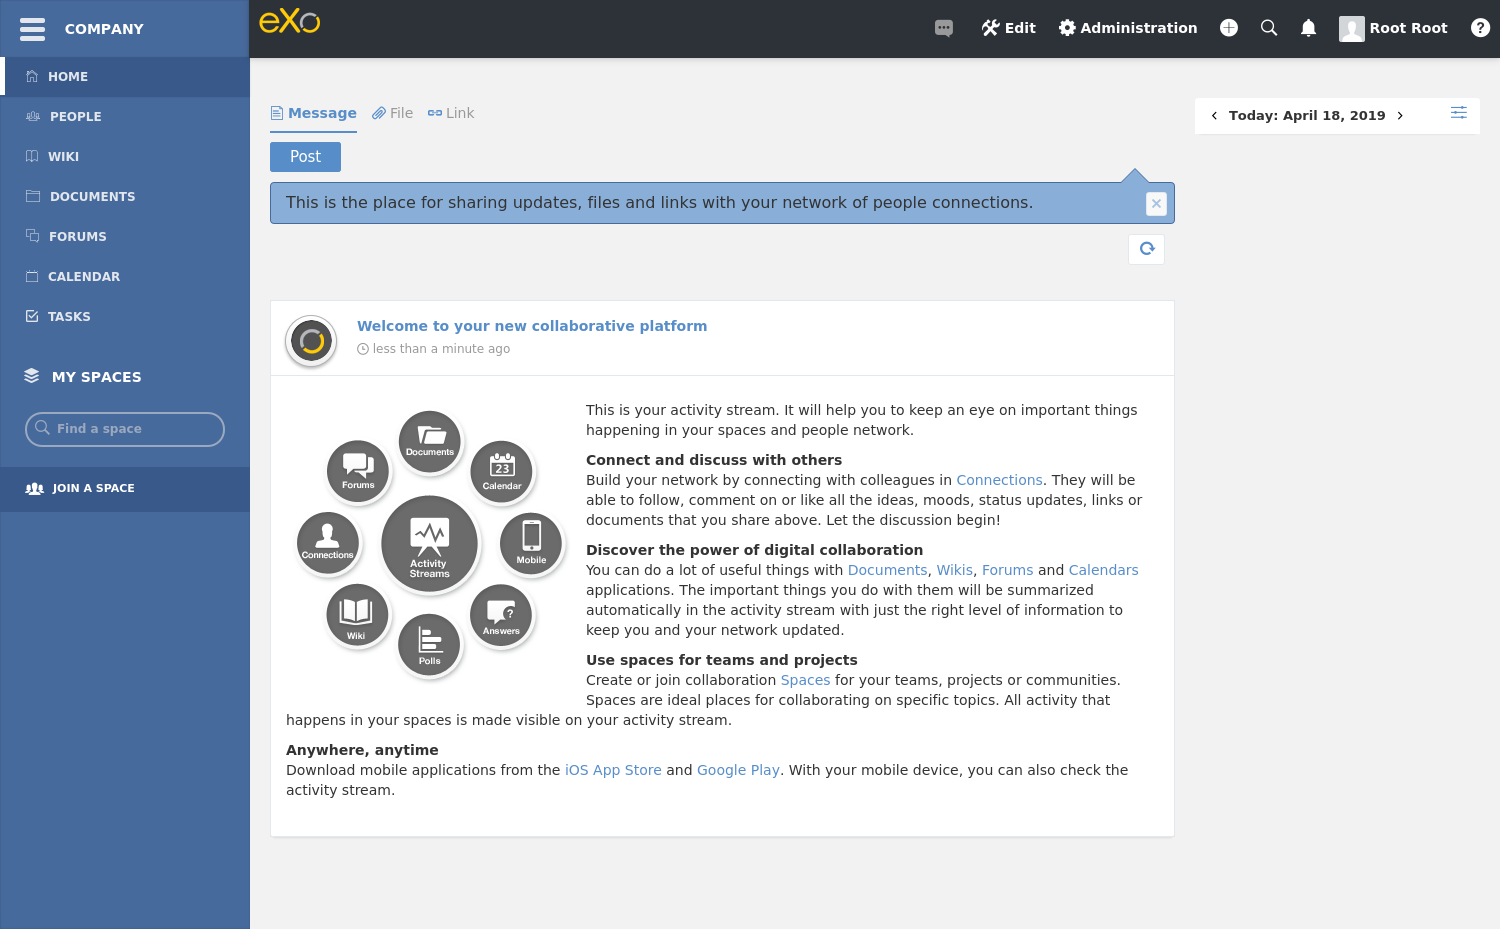 COMPANY
eXo
Edit
Administration
Root Root
HOME
PEOPLE
WIKI
DOCUMENTS
FORUMS
CALENDAR
TASKS
MY SPACES
Find a space
JOIN A SPACE
Message
File
Link
Post
This is the place for sharing updates, files and links with your network of people connections.
Today: April 18, 2019
Welcome to your new collaborative platform
less than a minute ago
Documents
Forums
23
Calendar
Connections
Activity
Streams
Mobile
Wiki
Answers
Polls
This is your activity stream. It will help you to keep an eye on important things
happening in your spaces and people network.
Connect and discuss with others
Build your network by connecting with colleagues in Connections. They will be
able to follow, comment on or like all the ideas, moods, status updates, links or
documents that you share above. Let the discussion begin!
Discover the power of digital collaboration
You can do a lot of useful things with Documents, Wikis, Forums and Calendars
applications. The important things you do with them will be summarized
automatically in the activity stream with just the right level of information to
keep you and your network updated.
Use spaces for teams and projects
Create or join collaboration Spaces for your teams, projects or communities.
Spaces are ideal places for collaborating on specific topics. All activity that
happens in your spaces is made visible on your activity stream.
Anywhere, anytime
Download mobile applications from the iOS App Store and Google Play. With your mobile device, you can also check the
activity stream.